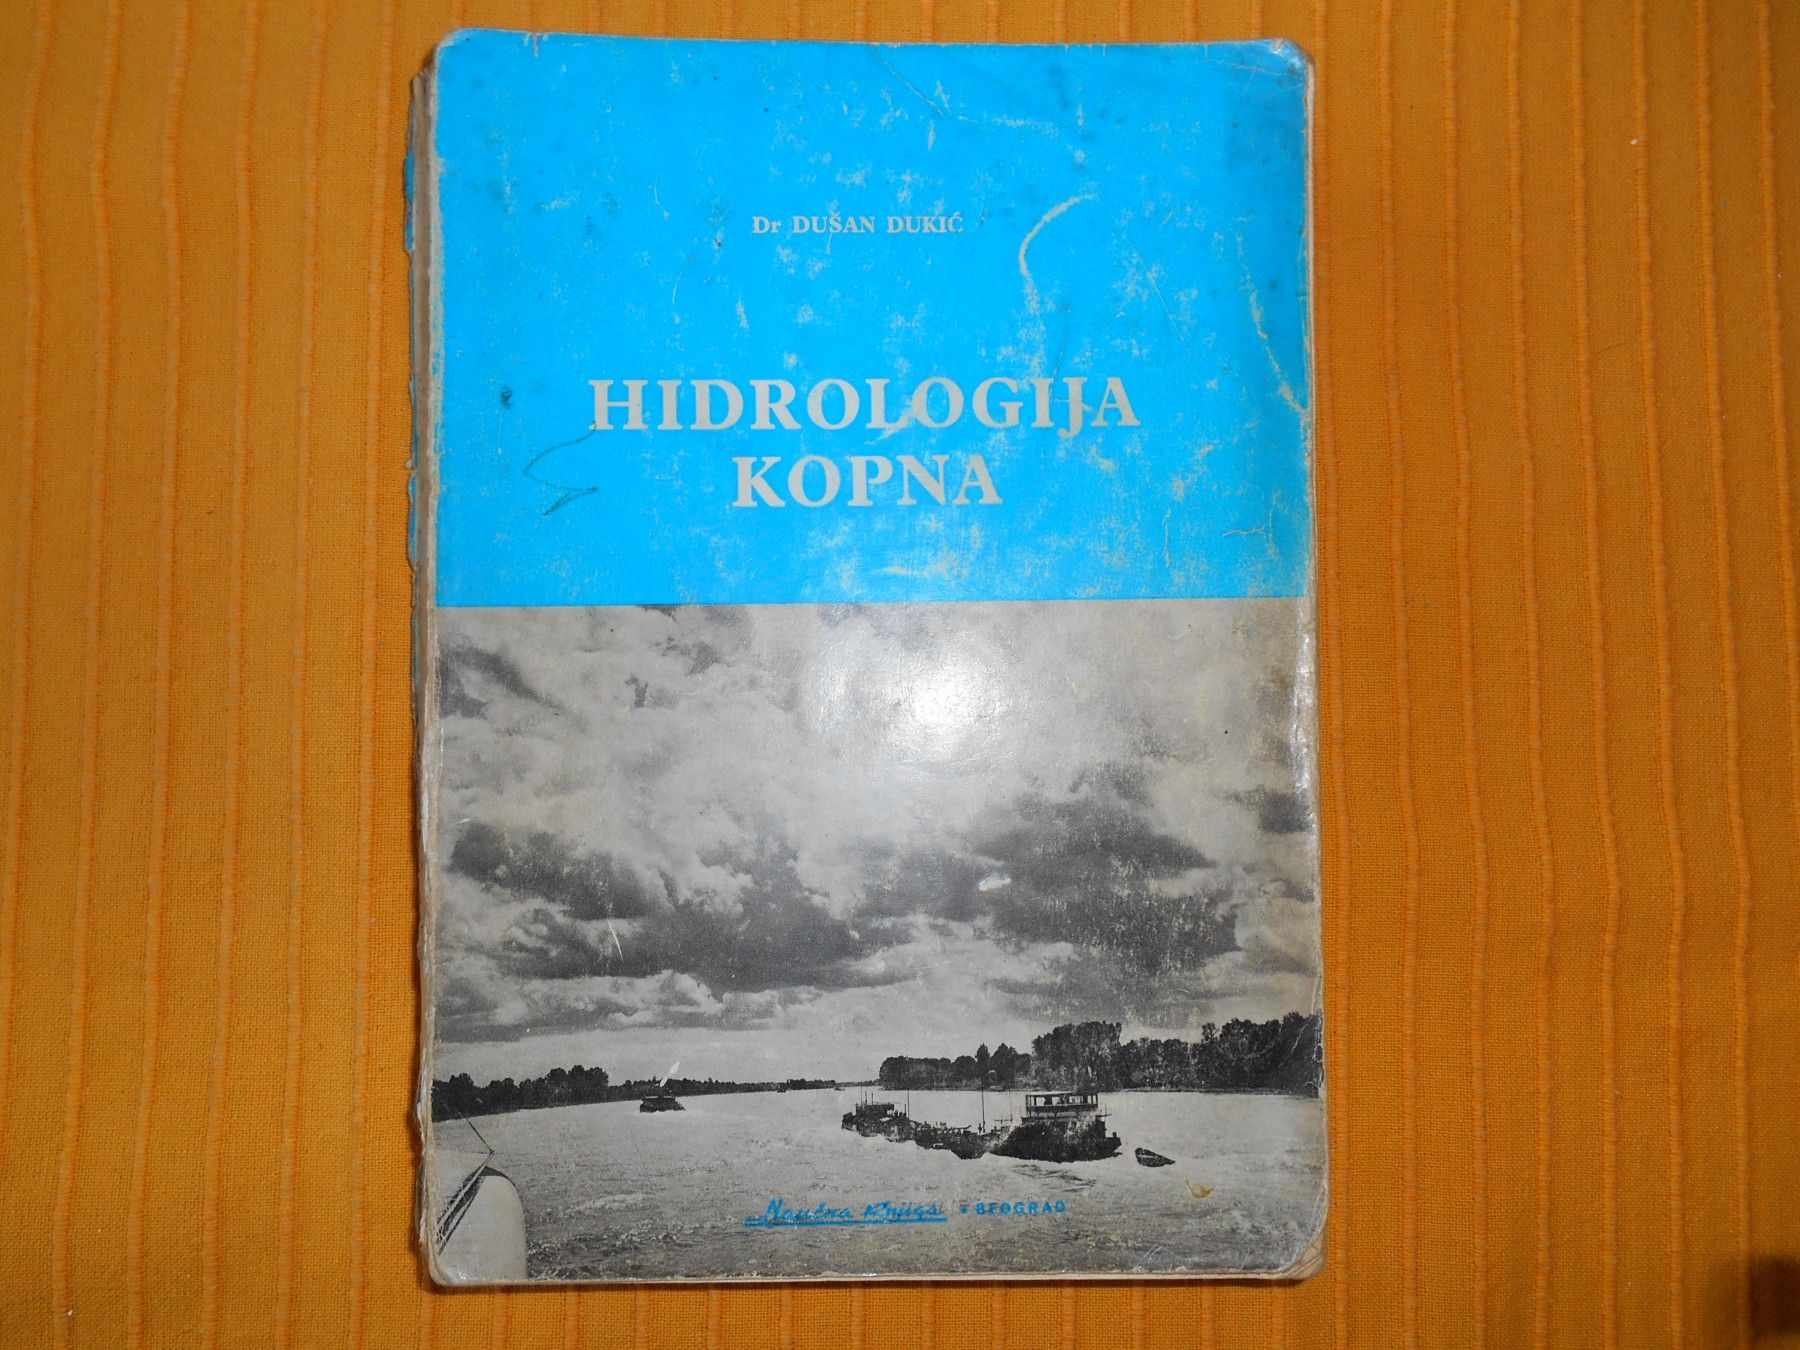 Dr DUŠAN DUKIĆ
HIDROLOGIJA
KOPNA
Naučna Knjiga • BEOGRAD